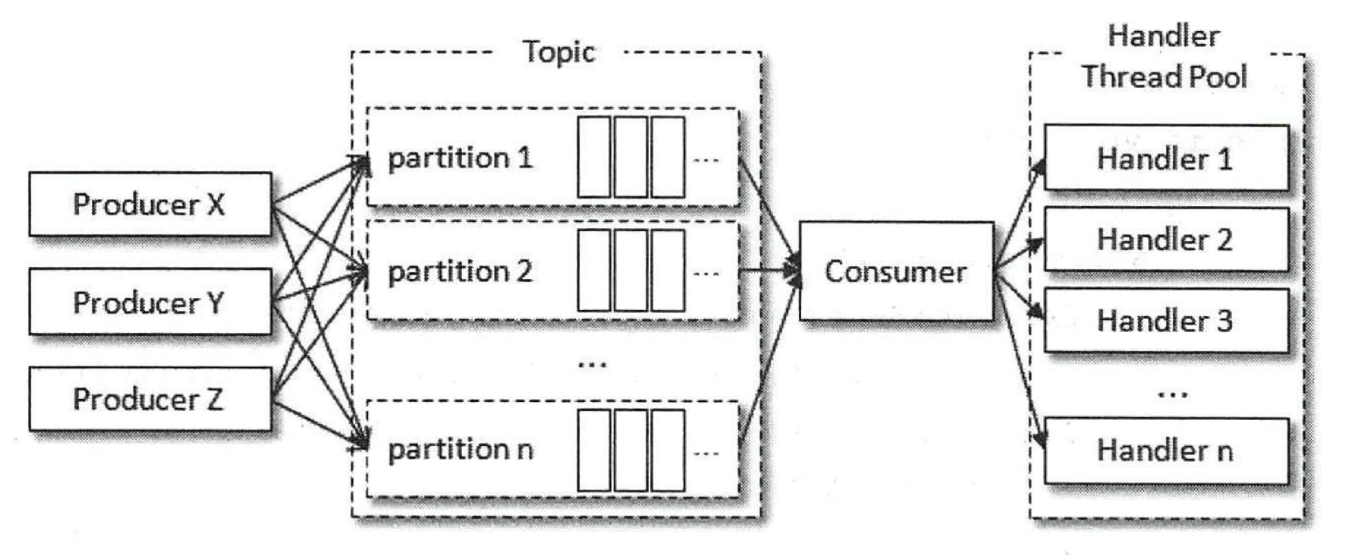 Topic
Handler
Thread Pool
Producer X
Producer Y
Producer Z
partition 1
...
partition 2
...
...
partition n
...
Consumer
Handler 1
Handler 2
Handler 3
...
Handler n